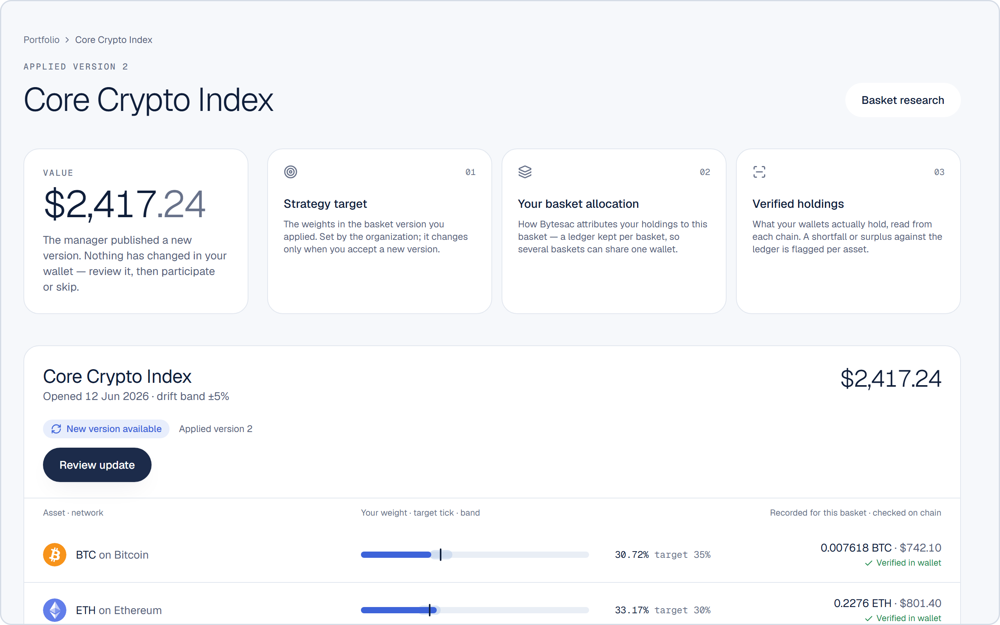 Portfolio > Core Crypto Index
APPLIED VERSION 2
Core Crypto Index
Basket research
VALUE
$2,417.24
The manager published a new
version. Nothing has changed in your
wallet — review it, then participate
or skip.
01
Strategy target
The weights in the basket version you
applied. Set by the organization; it changes
only when you accept a new version.
02
Your basket allocation
How Bytesac attributes your holdings to this
basket — a ledger kept per basket, so
several baskets can share one wallet.
03
Verified holdings
What your wallets actually hold, read from
each chain. A shortfall or surplus against the
ledger is flagged per asset.
Core Crypto Index
$2,417.24
Opened 12 Jun 2026 · drift band ±5%
New version available
Applied version 2
Review update
Asset · network
Your weight · target tick · band
Recorded for this basket · checked on chain
BTC on Bitcoin
30.72% target 35%
0.007618 BTC · $742.10
Verified in wallet
ETH on Ethereum
33.17% target 30%
0.2276 ETH · $801.40
Verified in wallet